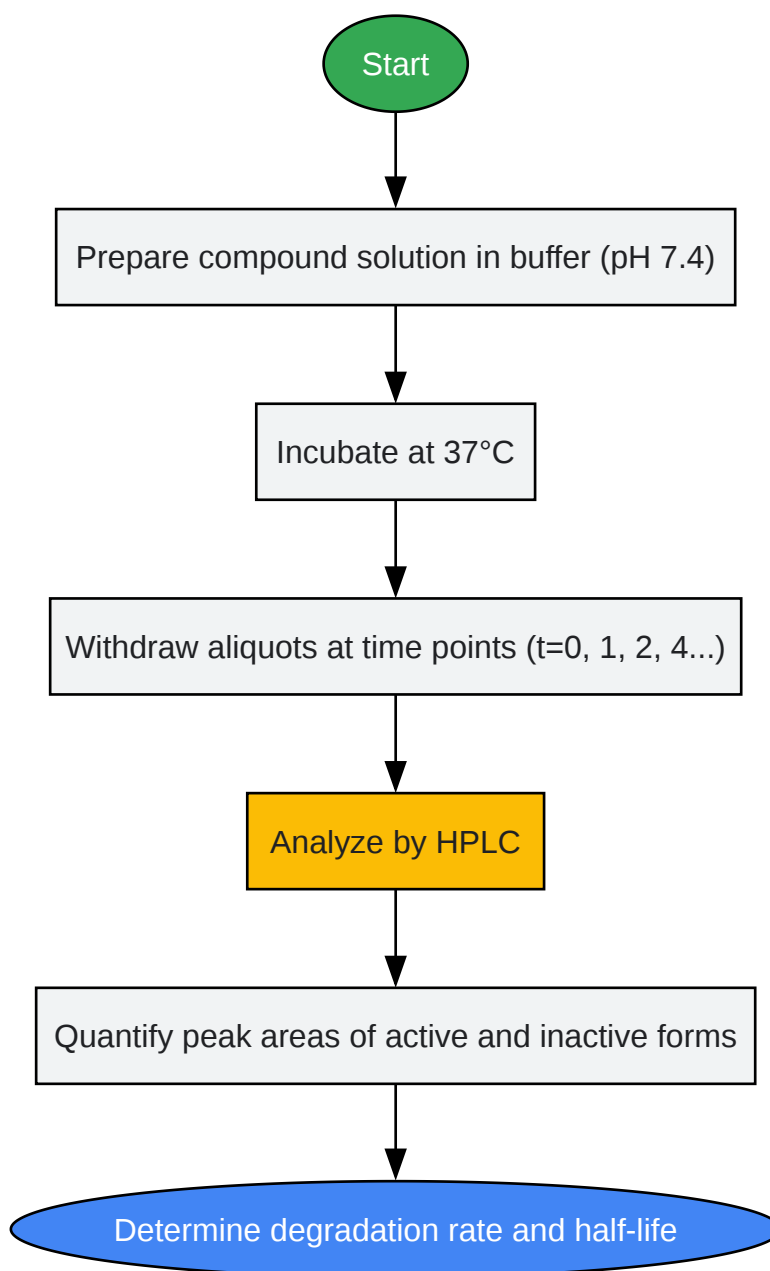 Start
Prepare compound solution in buffer (pH 7.4)
Incubate at 37°C
Withdraw aliquots at time points (t=0, 1, 2, 4...)
Analyze by HPLC
Quantify peak areas of active and inactive forms
Determine degradation rate and half-life